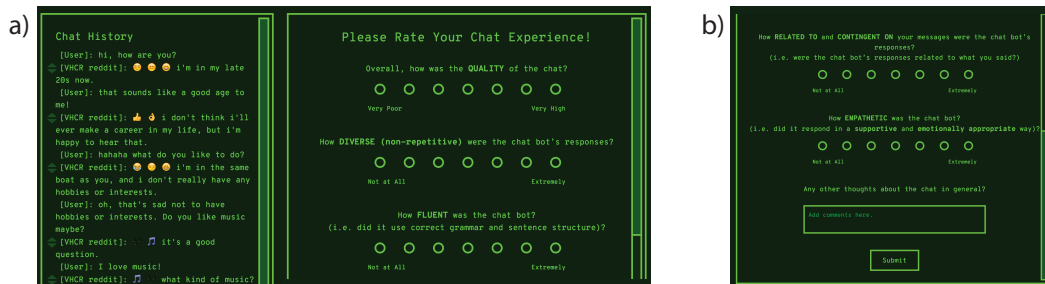 a)
Chat History
[User]: hi, how are you?
[VHCR reddit]: 😏 😑 😄 i'm in my late
20s now.
[User]: that sounds like a good age to
me!
[VHCR reddit]: 👍 👌 i don't think i'll
ever make a career in my life, but i'm
happy to hear that.
[User]: hahaha what do you like to do?
[VHCR reddit]: i'm in the same
boat as you, and i don't really have any
hobbies or interests.
[User]: oh, that's sad not to have
hobbies or interests. Do you like music
maybe?
[VHCR reddit]: 🎵 it's a good
question.
[User]: I love music!
[VHCR reddit]: 🎵 what kind of music?
Please Rate Your Chat Experience!
Overall, how was the QUALITY of the chat?
Very Poor Very High
How DIVERSE (non-repetitive) were the chat bot's responses?
Not at All Extremely
How FLUENT was the chat bot?
(i.e. did it use correct grammar and sentence structure)?
Not at All Extremely
b)
How RELATED TO and CONTINGENT ON your messages were the chat bot's
responses?
(i.e. were the chat bot's responses related to what you said?)
Not at All Extremely
How EMPATHETIC was the chat bot?
(i.e. did it respond in a supportive and emotionally appropriate way)?
Not at All Extremely
Any other thoughts about the chat in general?
Add comments here.
Submit